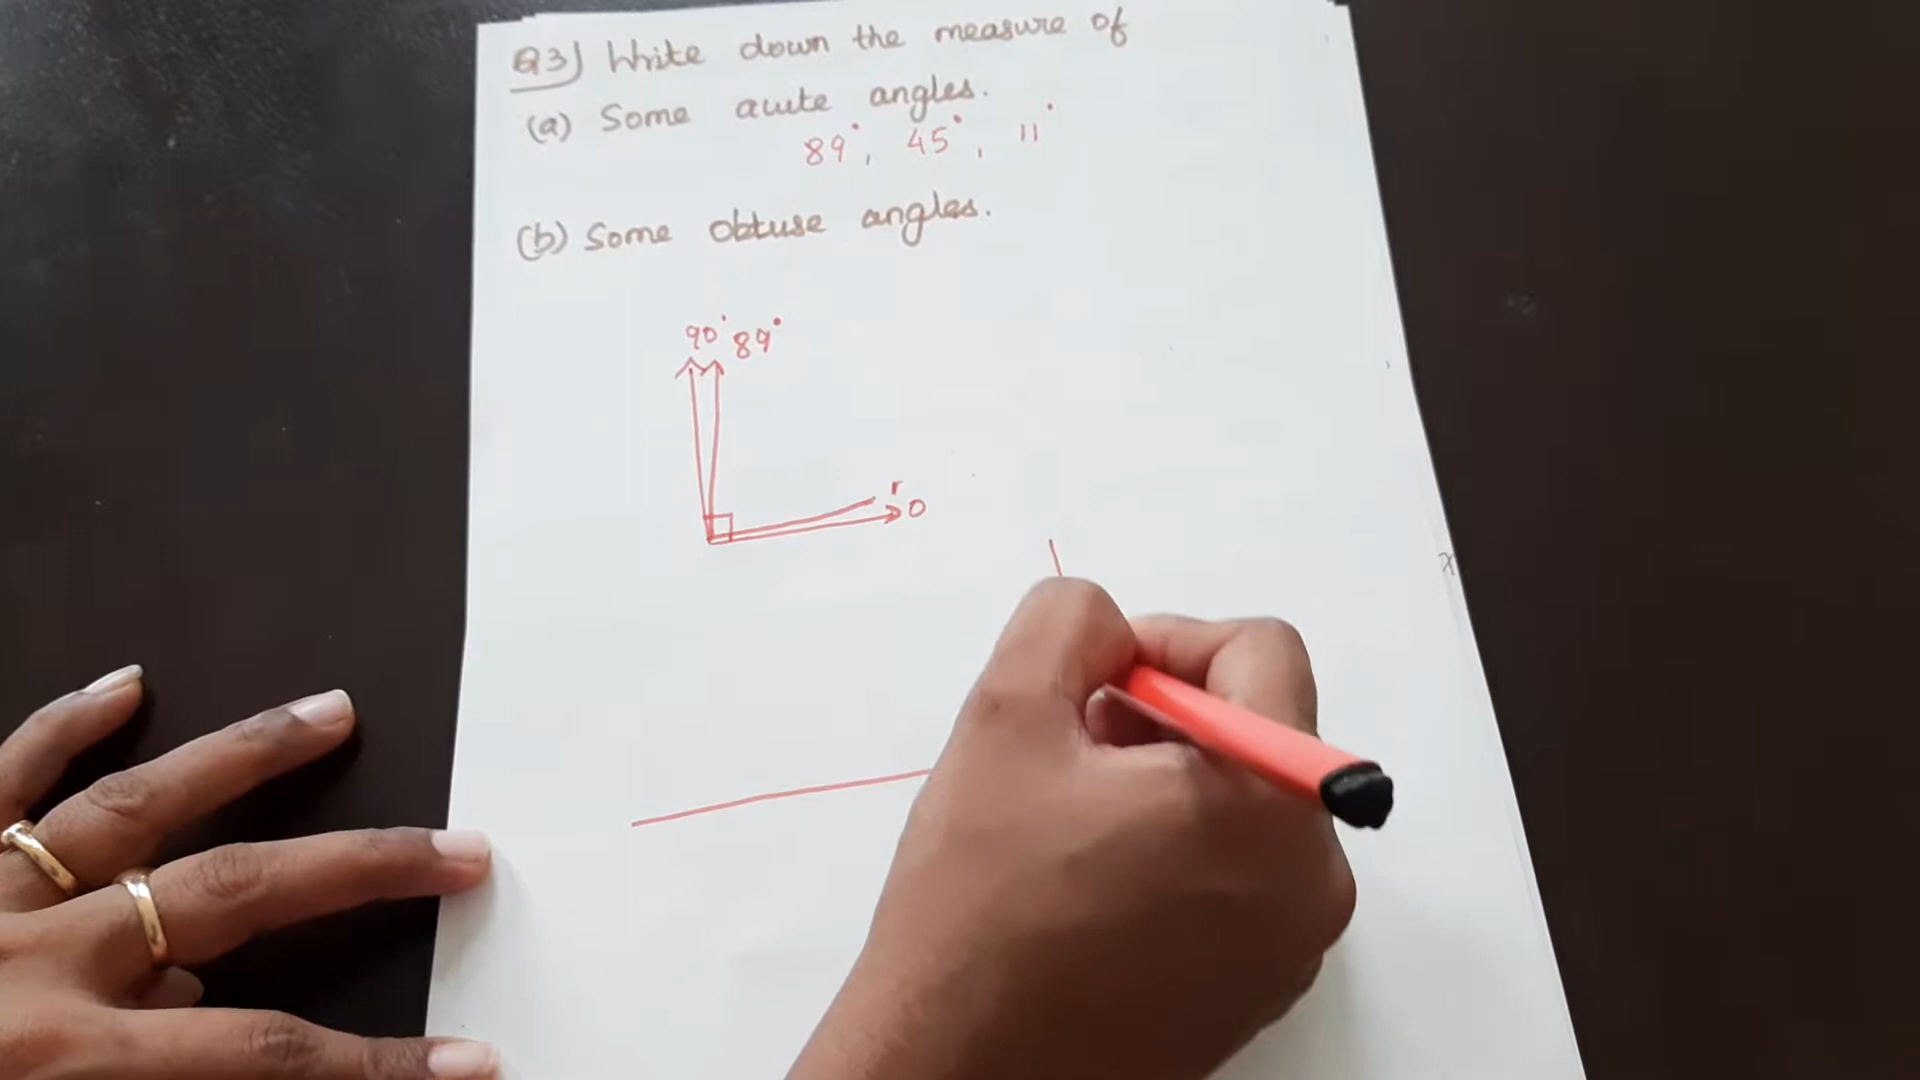 Q3) Write down the measure of
(a) Some acute angles.
89°, 45°, 11°
(b) Some obtuse angles.
90° 89°
0
x